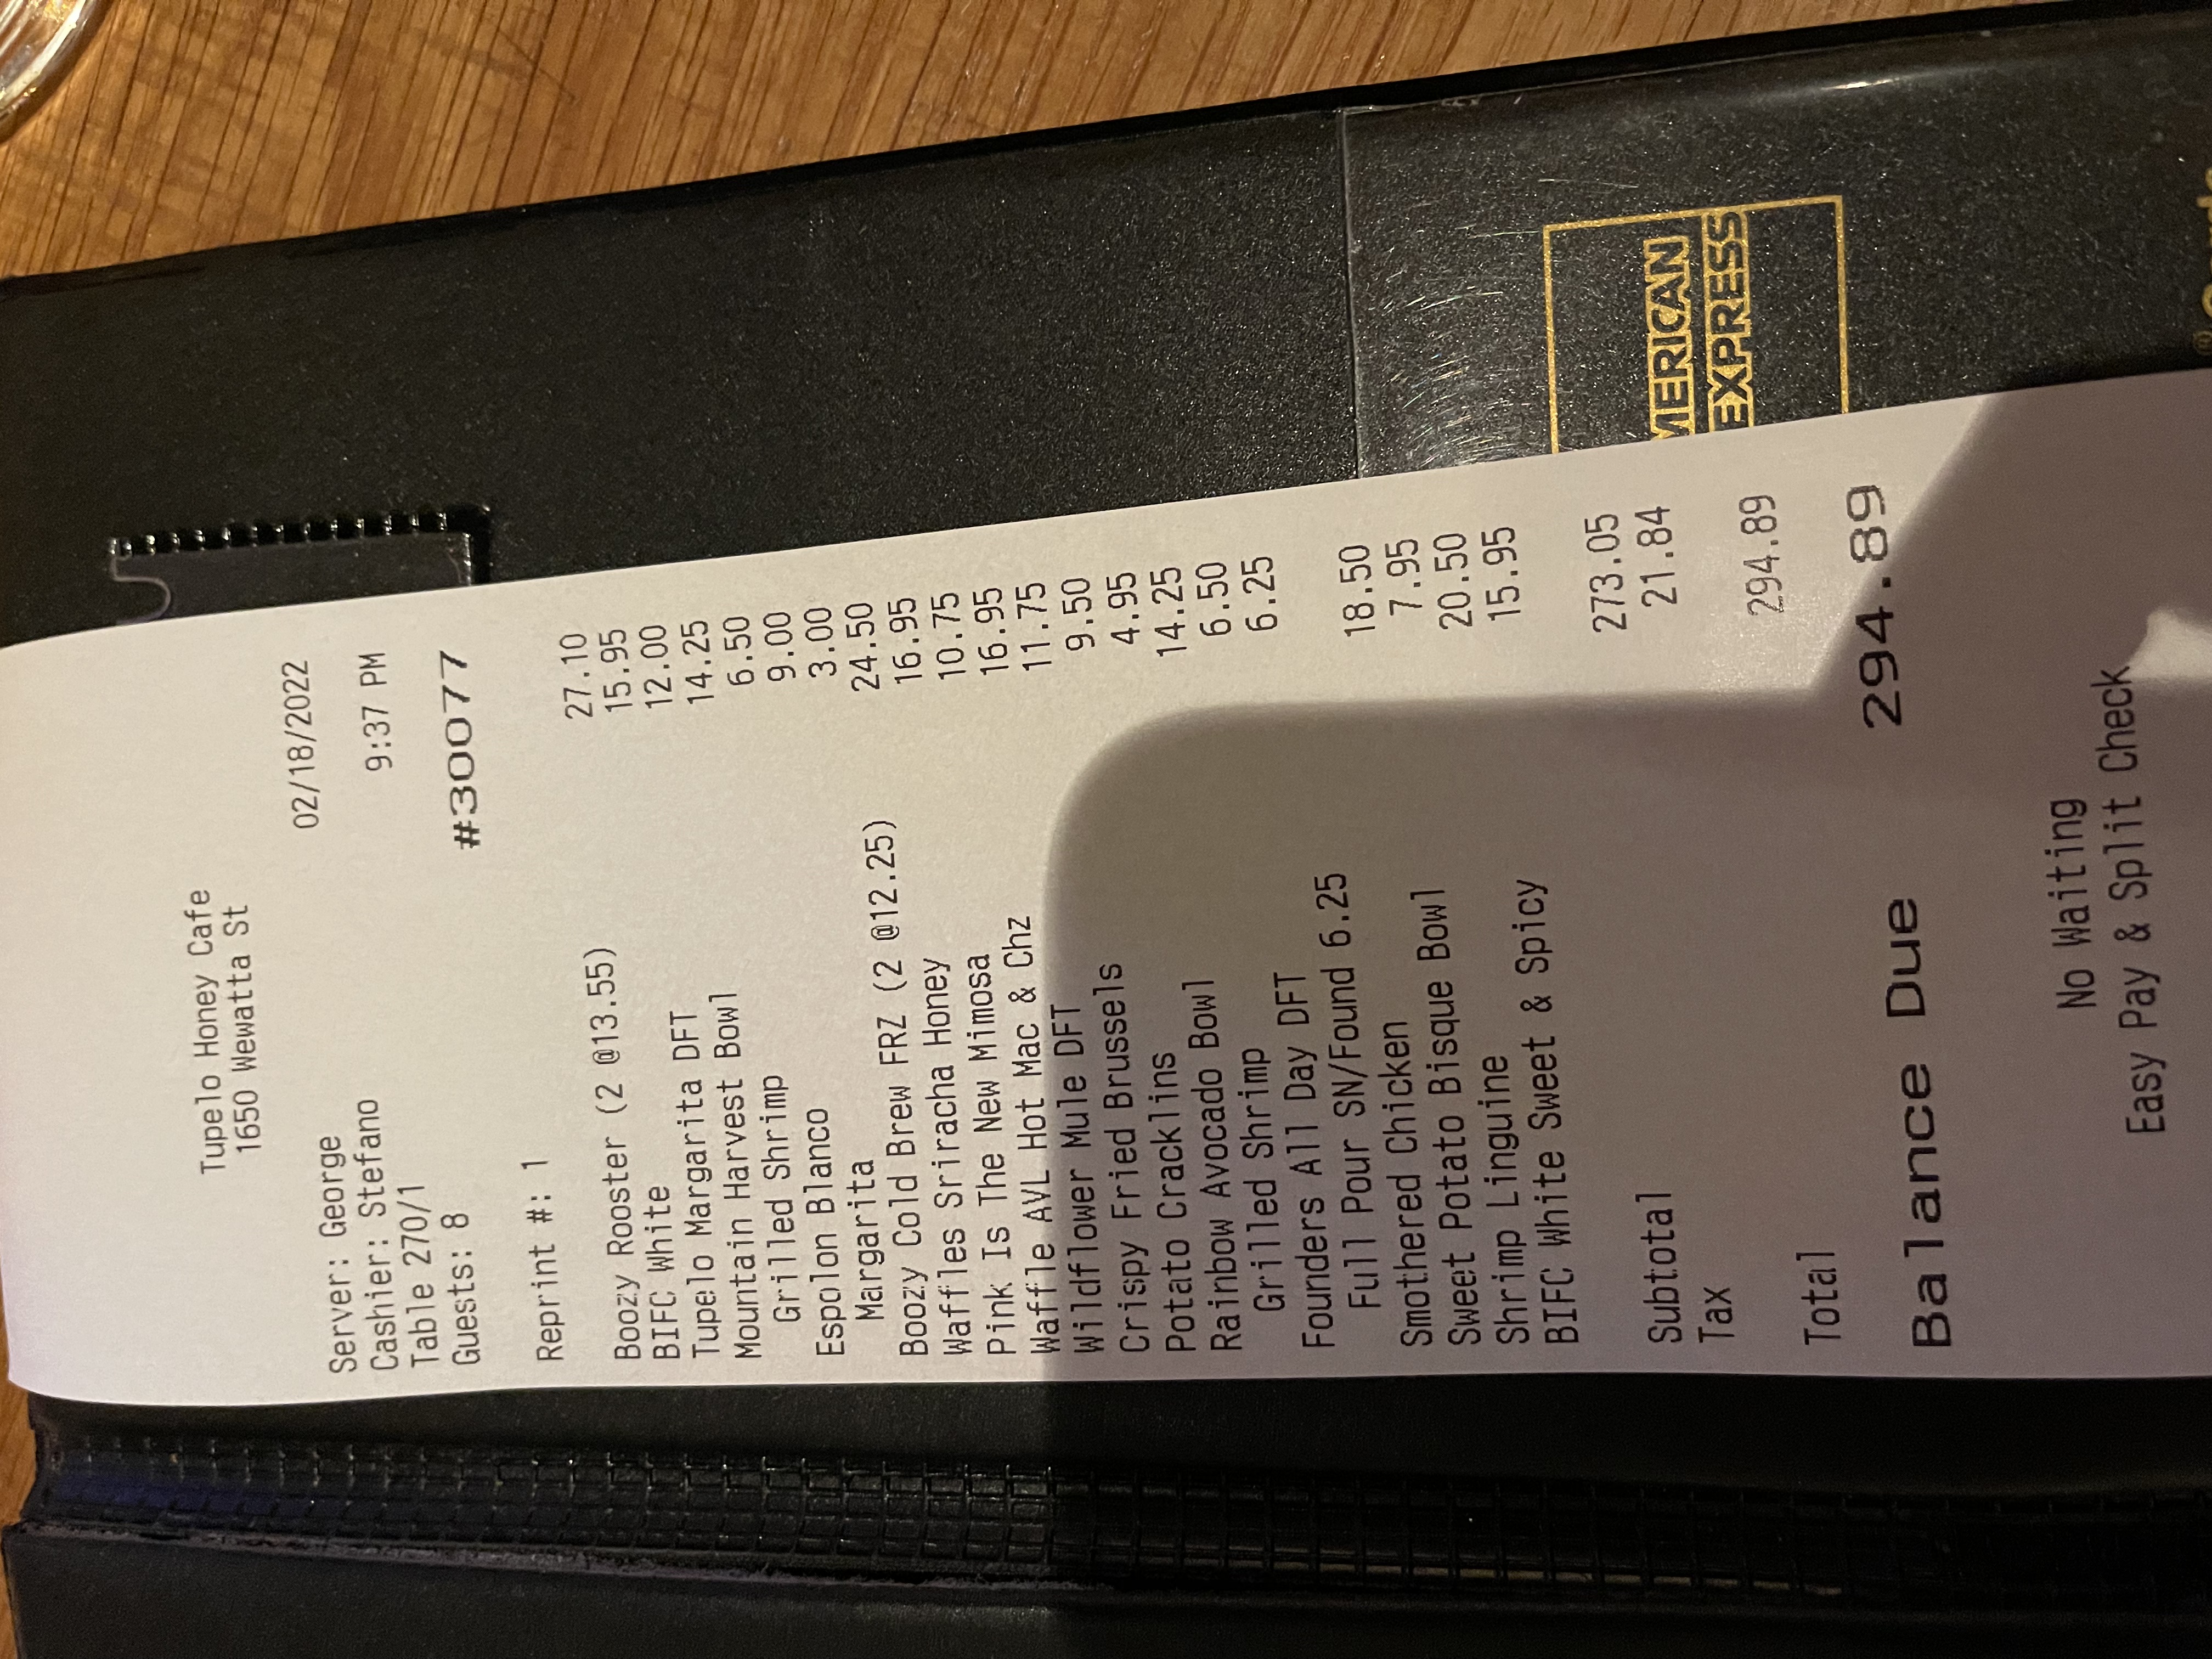 Tupelo Honey Cafe
1650 Wewatta St
02/18/2022
Server: George
Cashier: Stefano 9:37 PM
Table 270/1
Guests: 8 #30077
Reprint #: 1
Boozy Rooster (2 @13.55) 27.10
BIFC White 15.95
Tupelo Margarita DFT 12.00
Mountain Harvest Bowl 14.25
Grilled Shrimp 6.50
Espolon Blanco 9.00
Margarita 3.00
Boozy Cold Brew FRZ (2 @12.25) 24.50
Waffles Sriracha Honey 16.95
Pink Is The New Mimosa 10.75
Waffle AVL Hot Mac & Chz 16.95
Wildflower Mule DFT 11.75
Crispy Fried Brussels 9.50
Potato Cracklins 4.95
Rainbow Avocado Bowl 14.25
Grilled Shrimp 6.50
Founders All Day DFT 6.25
Full Pour SN/Found 6.25
Smothered Chicken 18.50
Sweet Potato Bisque Bowl 7.95
Shrimp Linguine 20.50
BIFC White Sweet & Spicy 15.95
Subtotal 273.05
Tax 21.84
Total 294.89
Balance Due 294.89
No Waiting
Easy Pay & Split Check
MERICAN
EXPRESS